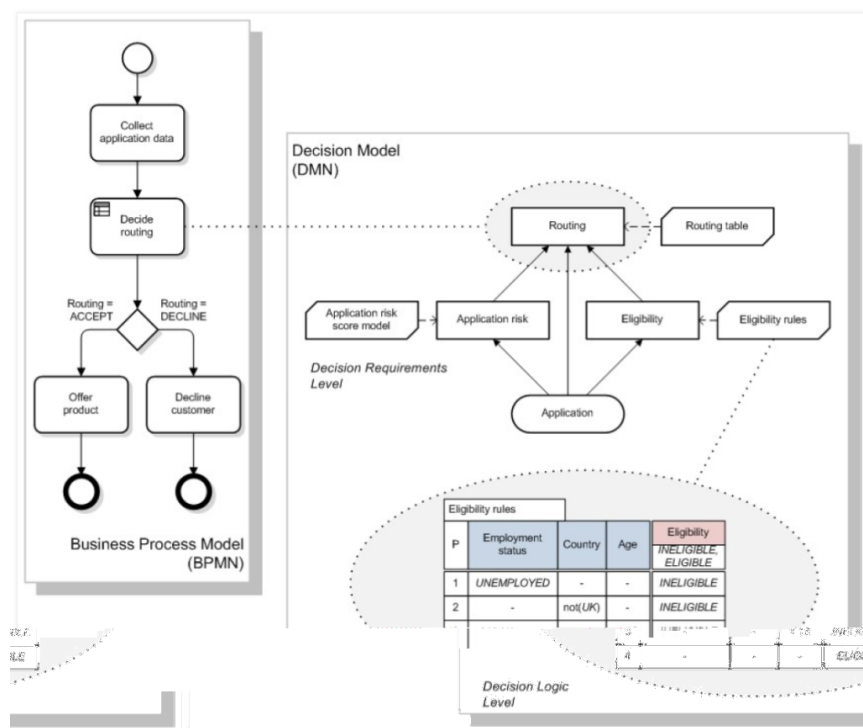 Collect
application data
Decide
routing
Routing =
ACCEPT
Routing =
DECLINE
Offer
product
Decline
customer
Business Process Model
(BPMN)
Decision Model
(DMN)
Routing
Routing table
Application risk
score model
Application risk
Eligibility
Eligibility rules
Decision Requirements
Level
Application
Eligibility rules
P
Employment
status
Country
Age
Eligibility
INELIGIBLE,
ELIGIBLE
1 UNEMPLOYED - - INELIGIBLE
2 - not(UK) - INELIGIBLE
4 - - -
Decision Logic
Level